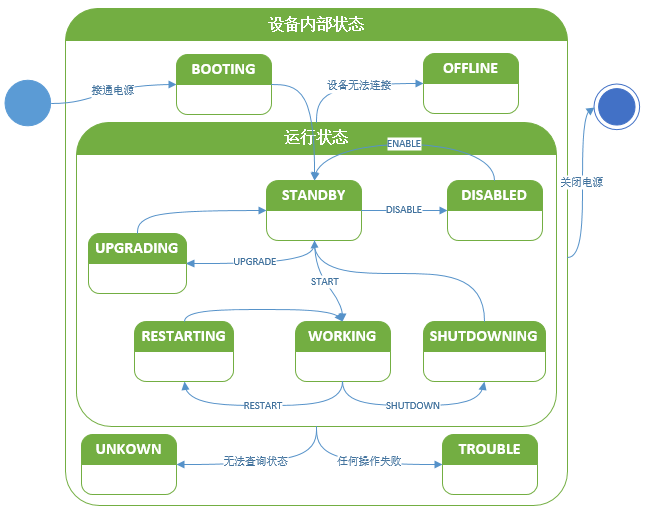 设备内部状态
BOOTING
OFFLINE
接通电源
设备无法连接
运行状态
ENABLE
关闭电源
STANDBY
DISABLE
DISABLED
UPGRADING
UPGRADE
START
RESTARTING
WORKING
SHUTDOWNING
RESTART
SHUTDOWN
UNKOWN
无法查询状态
任何操作失败
TROUBLE